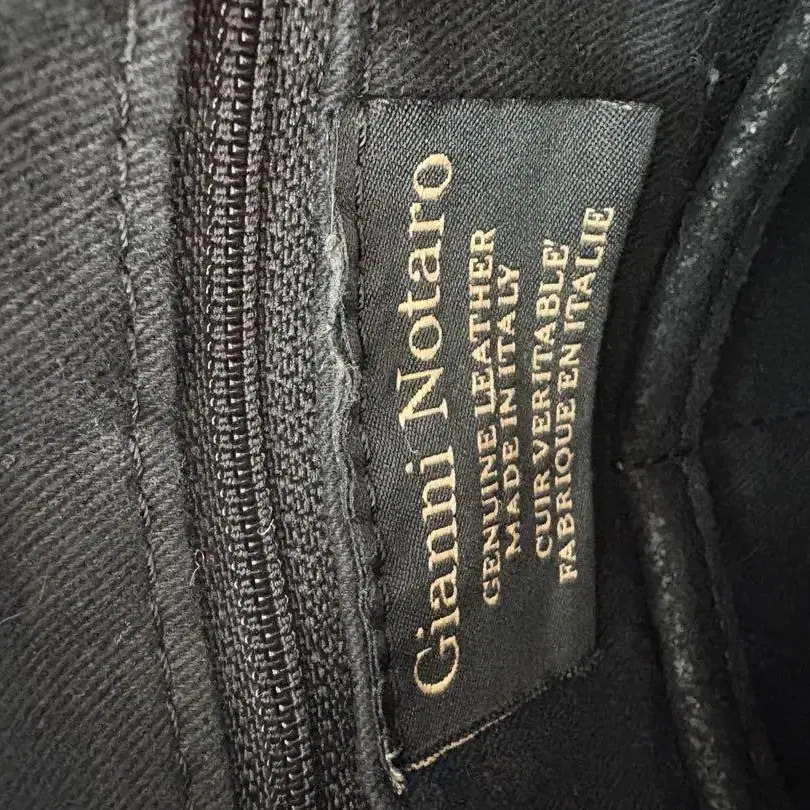 Gianni Notaro
GENUINE LEATHER
MADE IN ITALY
CUIR VERITABLE'
FABRIQUE EN ITALIE